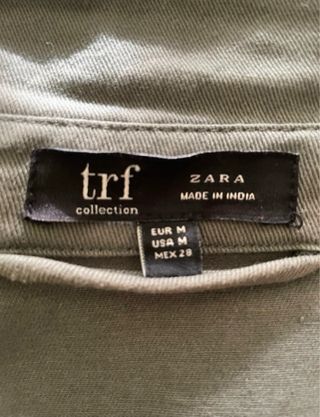 trf
collection
ZARA
MADE IN INDIA
EUR M
USA M
MEX 28